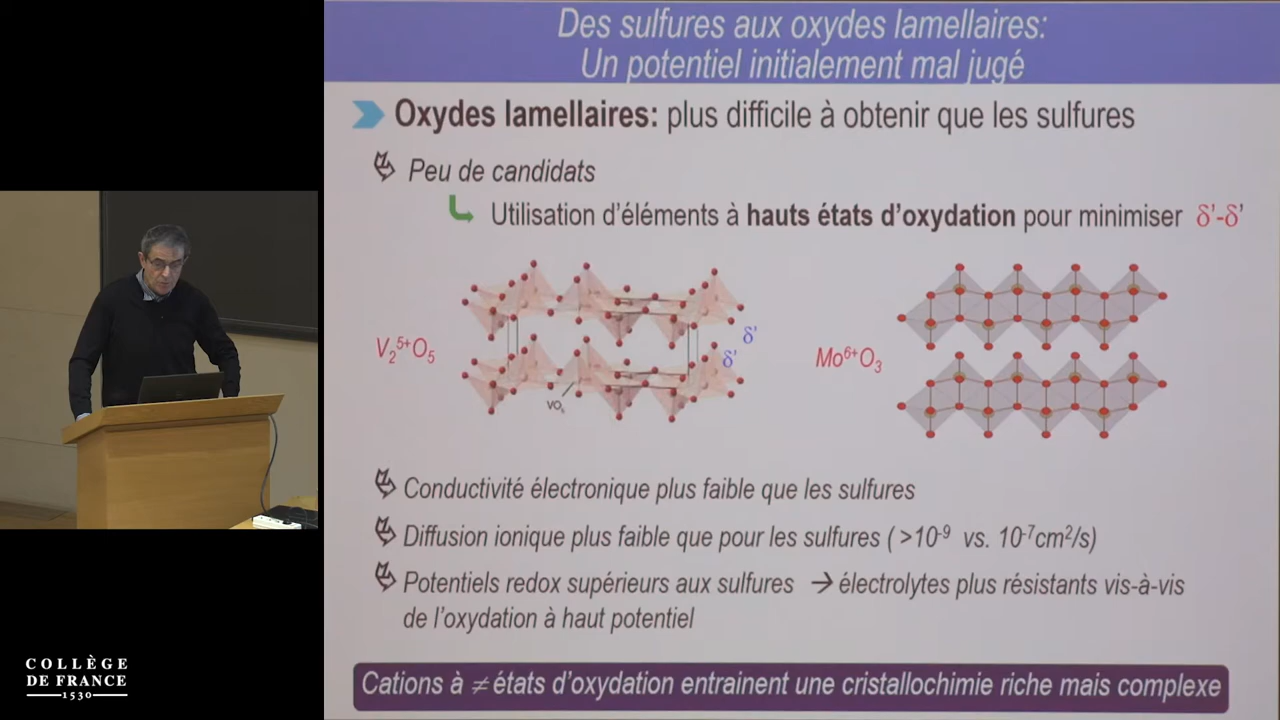 Des sulfures aux oxydes lamellaires:
Un potentiel initialement mal jugé
Oxydes lamellaires: plus difficile à obtenir que les sulfures
Peu de candidats
Utilisation d'éléments à hauts états d'oxydation pour minimiser δ'-δ'
V₂⁵⁺O₅
δ'
δ'
Mo⁶⁺O₃
Conductivité électronique plus faible que les sulfures
Diffusion ionique plus faible que pour les sulfures ( >10⁻⁹ vs. 10⁻⁷cm²/s)
Potentiels redox supérieurs aux sulfures → électrolytes plus résistants vis-à-vis
de l'oxydation à haut potentiel
Cations à ≠ états d'oxydation entrainent une cristallochimie riche mais complexe
COLLÈGE
DE FRANCE
1530